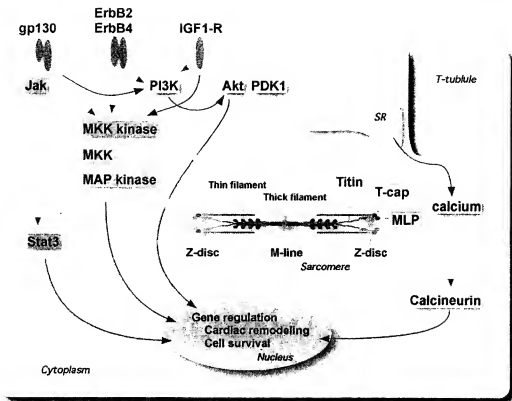 ErbB2
gp130 ErbB4 IGF1-R
Jak PI3K Akt PDK1
T-tublule
SR
MKK kinase
MKK
MAP kinase
Thin filament Titin
Thick filament T-cap
MLP calcium
Stat3
Z-disc M-line Z-disc
Sarcomere
Calcineurin
Gene regulation
Cardiac remodeling
Cell survival
Nucleus
Cytoplasm